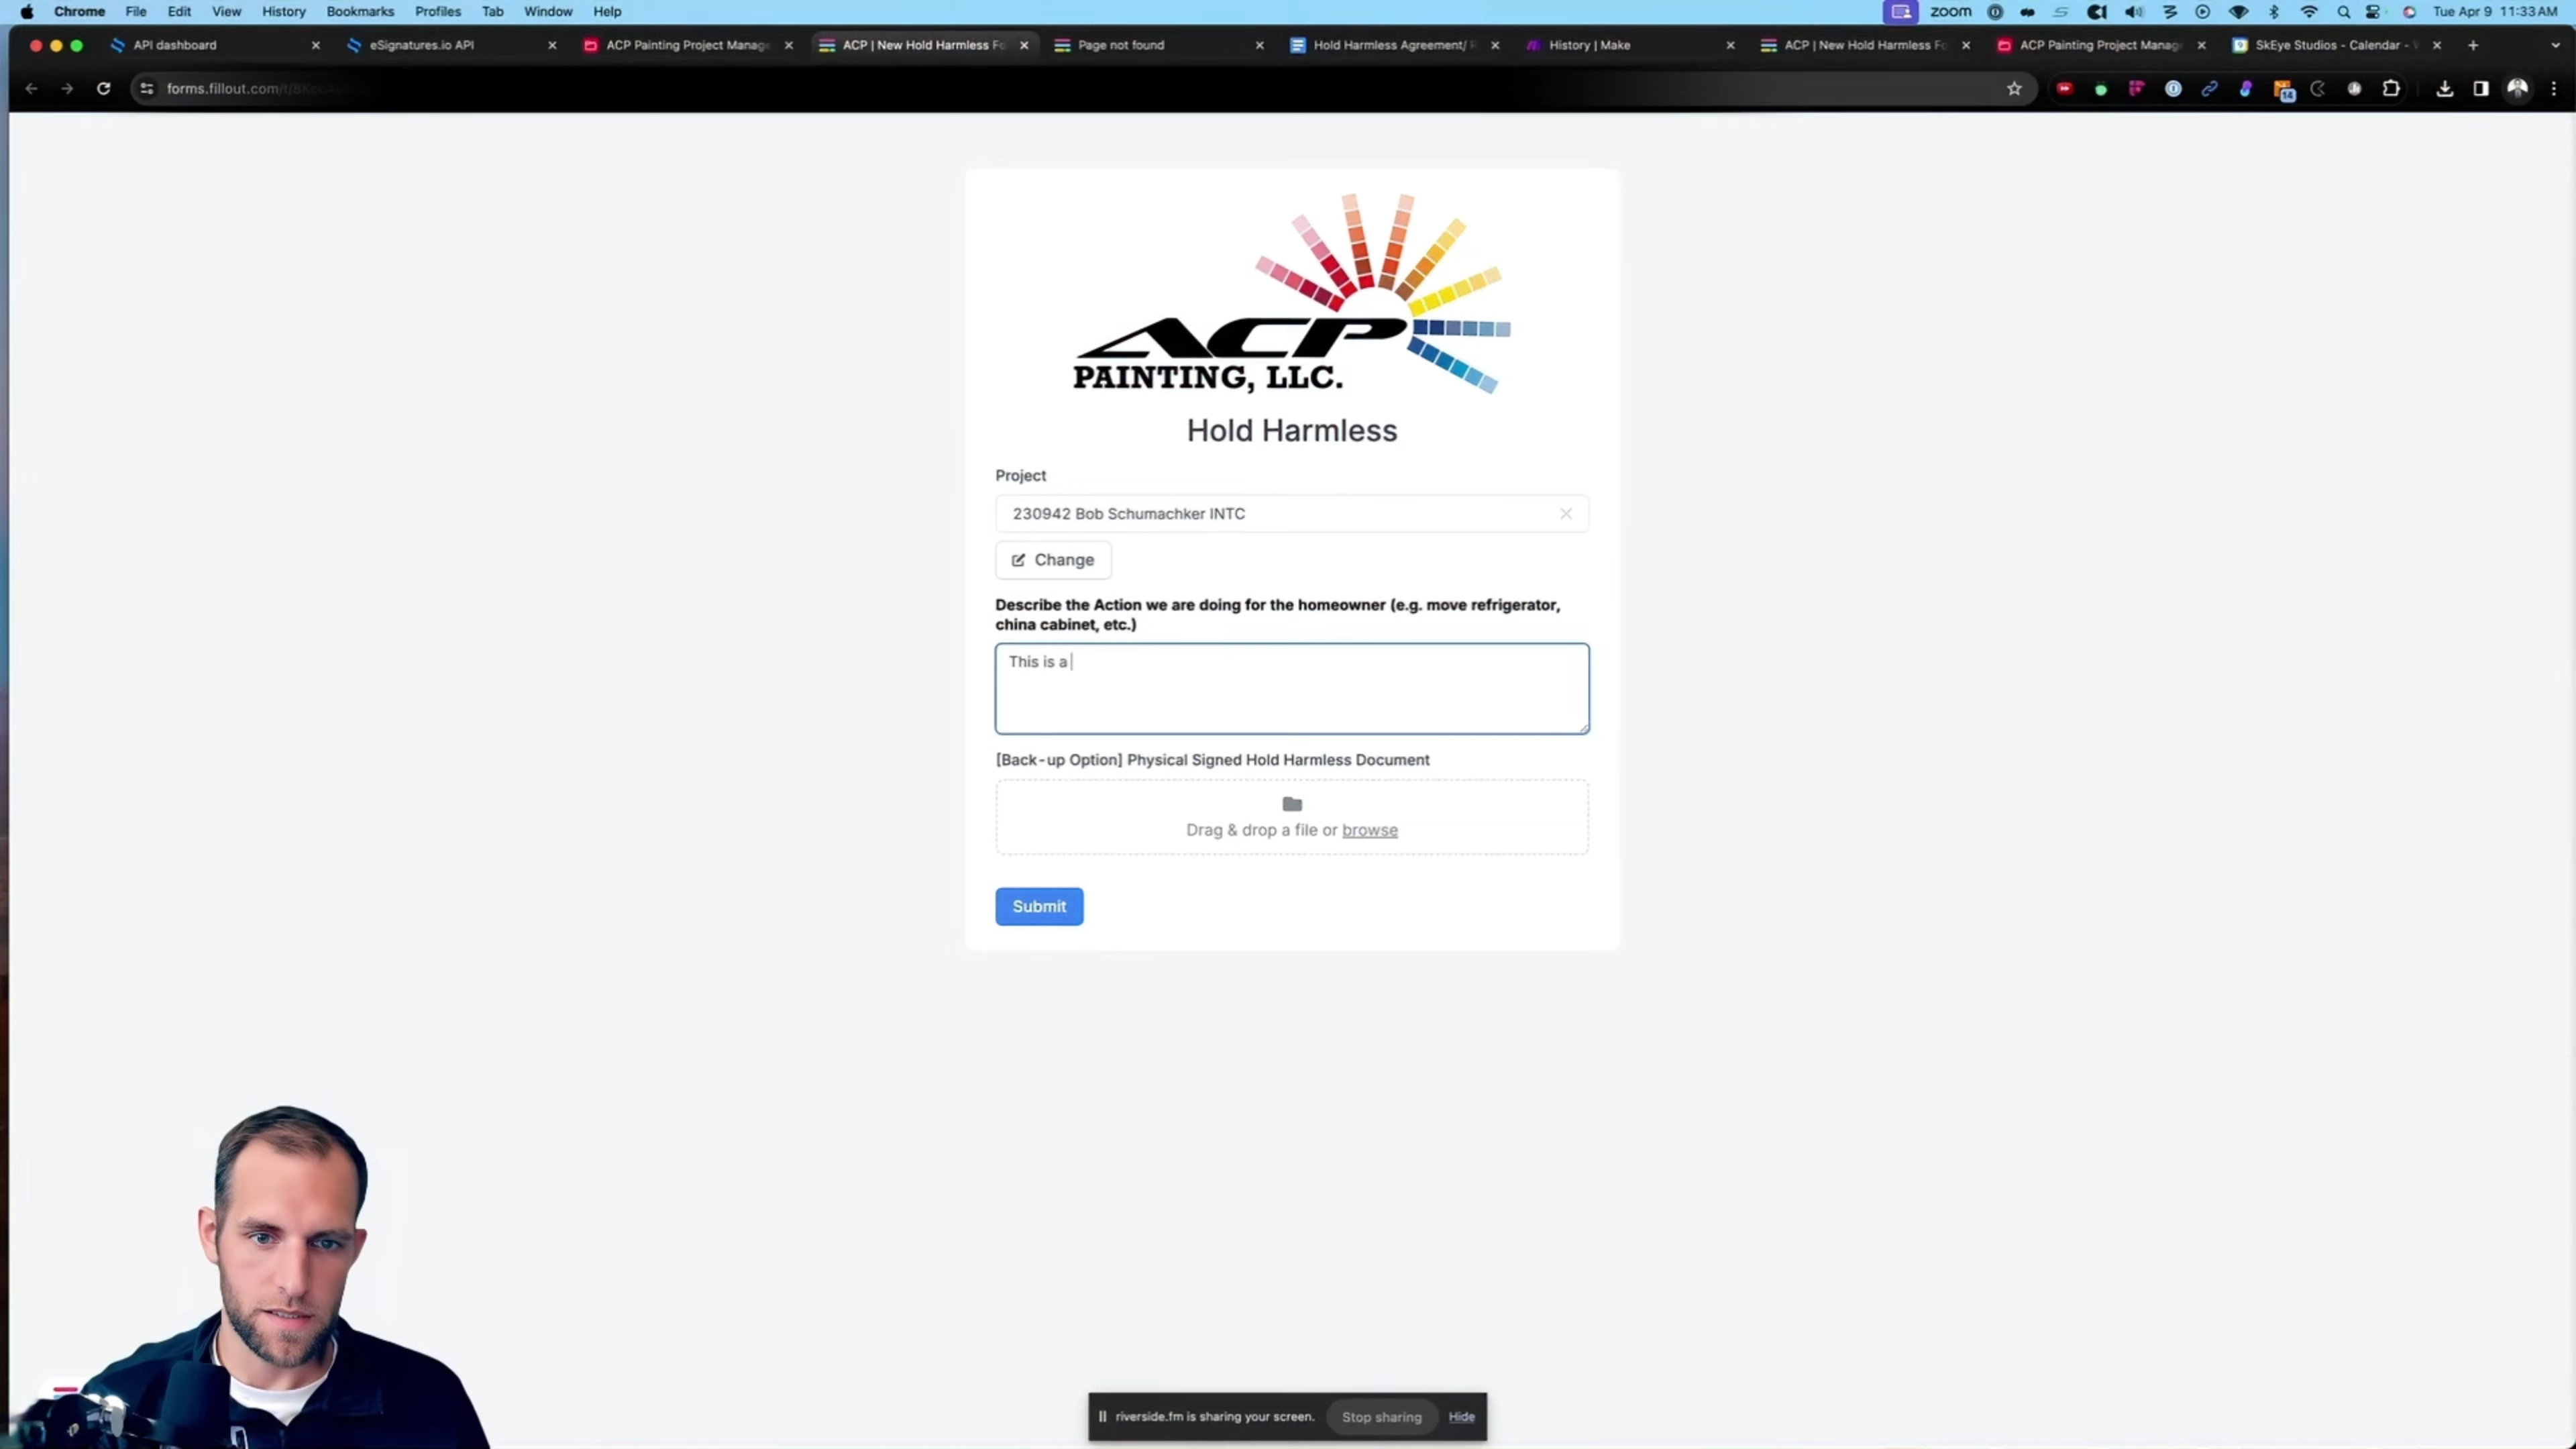 Chrome File Edit View History Bookmarks Profiles Tab Window Help
zoom
Tue Apr 9 11:33 AM
API dashboard
eSignatures.io API
ACP Painting Project Manag
ACP | New Hold Harmless Fo
Page not found
Hold Harmless Agreement/
History | Make
ACP | New Hold Harmless Fo
ACP Painting Project Manag
SkEye Studios - Calendar -
forms.fillout.com/t/
14
ACP
PAINTING, LLC.
Hold Harmless
Project
230942 Bob Schumachker INTC
Change
Describe the Action we are doing for the homeowner (e.g. move refrigerator,
china cabinet, etc.)
This is a
[Back-up Option] Physical Signed Hold Harmless Document
Drag & drop a file or browse
Submit
riverside.fm is sharing your screen.
Stop sharing
Hide